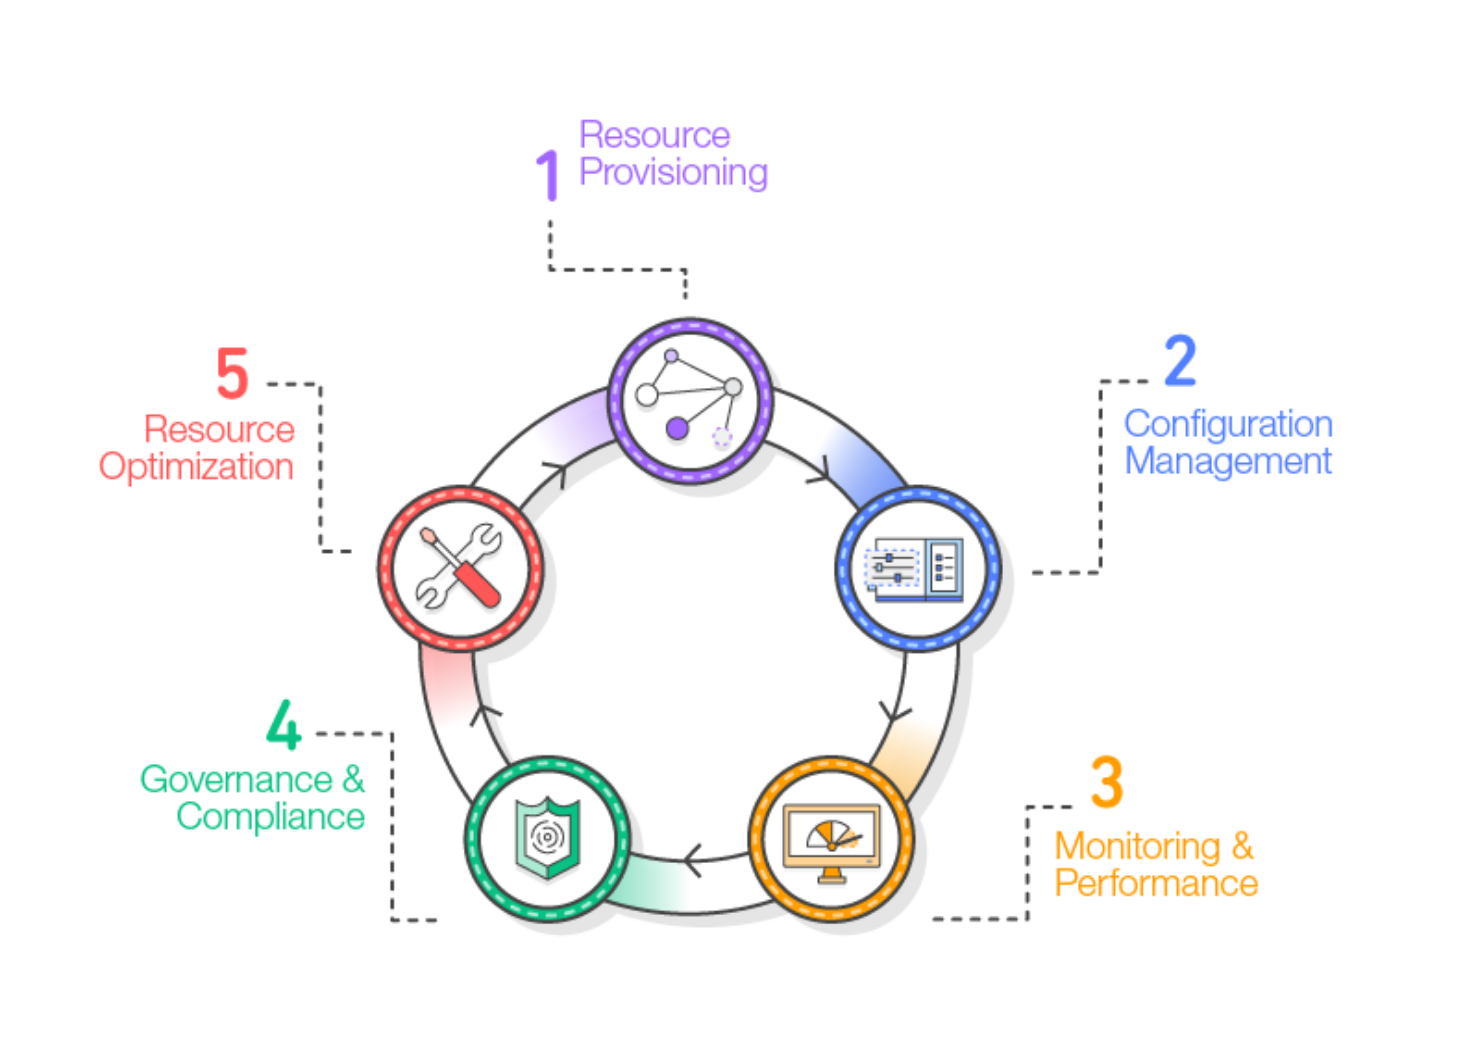 1
Resource
Provisioning
2
Configuration
Management
3
Monitoring &
Performance
4
Governance &
Compliance
5
Resource
Optimization